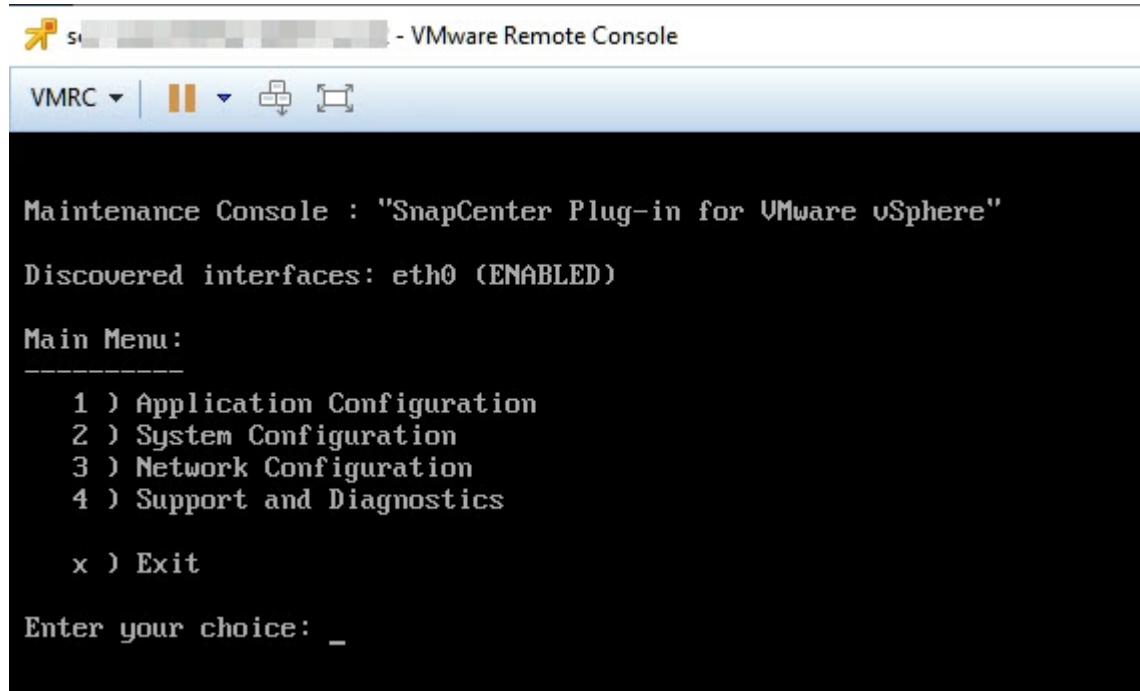 - VMware Remote Console
VMRC
Maintenance Console : "SnapCenter Plug-in for VMware vSphere"
Discovered interfaces: eth0 (ENABLED)
Main Menu:
----------
1 ) Application Configuration
2 ) System Configuration
3 ) Network Configuration
4 ) Support and Diagnostics
x ) Exit
Enter your choice: _